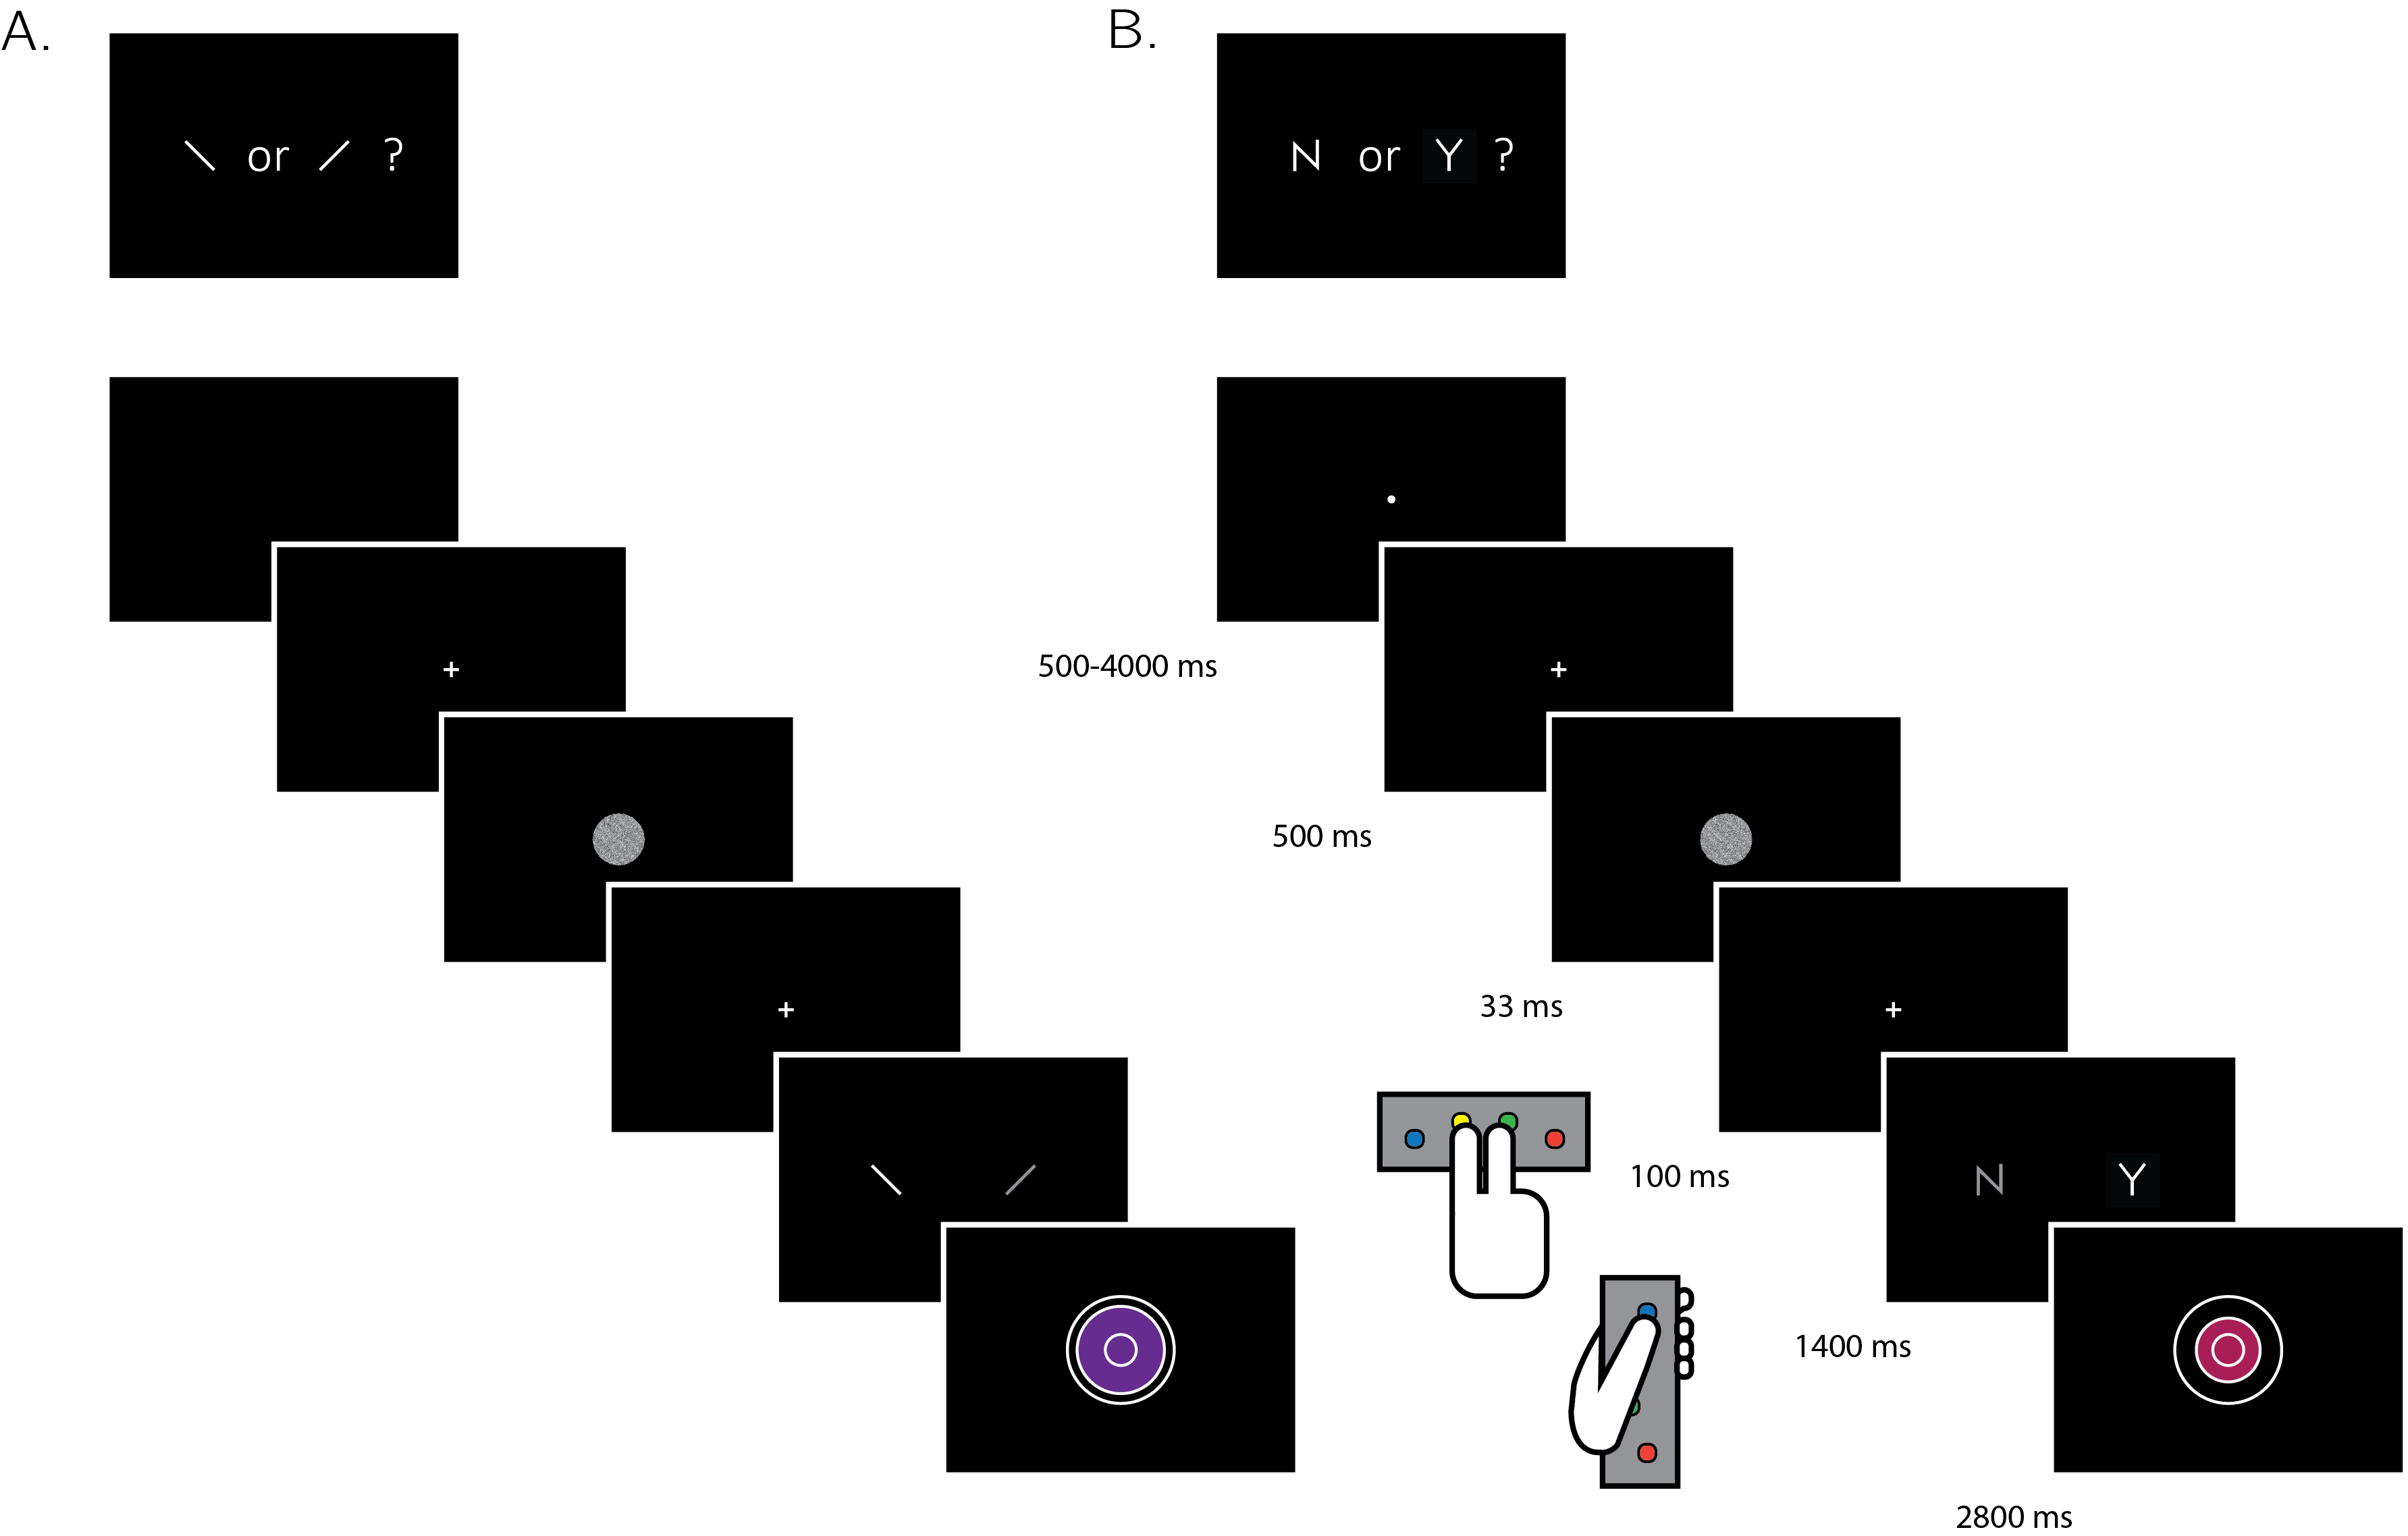 A.
\ or / ?
B.
N or Y ?
500-4000 ms
500 ms
33 ms
100 ms
N Y
1400 ms
2800 ms